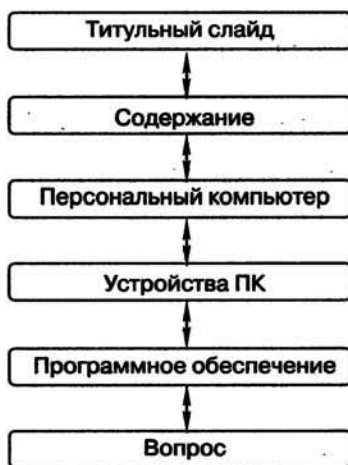 Титульный слайд
Содержание
Персональный компьютер
Устройства ПК
Программное обеспечение
Вопрос